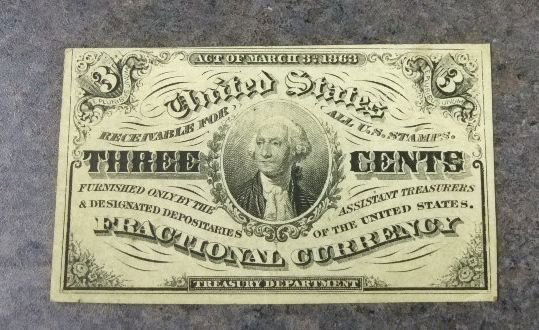 ACT OF MARCH 3D. 1863
3 3
United States
RECEIVABLE FOR ALL U.S. STAMPS.
THREE CENTS
FURNISHED ONLY BY THE ASSISTANT TREASURERS
& DESIGNATED DEPOSITARIES OF THE UNITED STATES.
FRACTIONAL CURRENCY
TREASURY DEPARTMENT